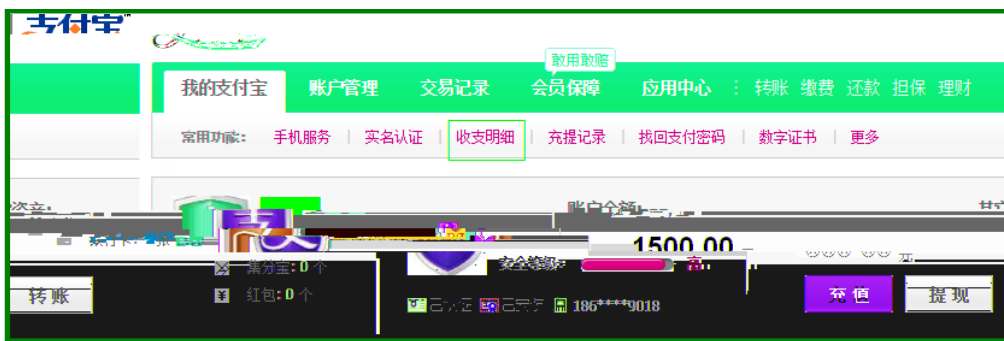 支付宝
敢用敢赔
我的支付宝 账户管理 交易记录 会员保障 应用中心 转账 缴费 还款 担保 理财
常用功能： 手机服务 实名认证 收支明细 充提记录 找回支付密码 数字证书 更多
账户余额
1500.00
安全等级：
集分宝：0 个
转账 红包：0 个 186****9018 充值 提现